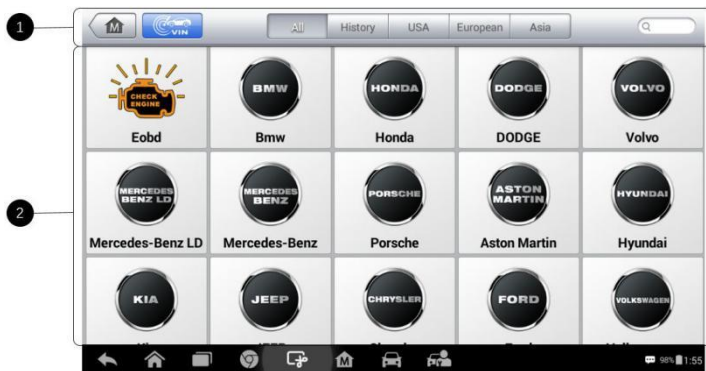 1
M
VIN
All
History
USA
European
Asia
2
CHECK
ENGINE
Eobd
BMW
Bmw
HONDA
Honda
DODGE
DODGE
VOLVO
Volvo
MERCEDES
BENZ LD
Mercedes-Benz LD
MERCEDES
BENZ
Mercedes-Benz
PORSCHE
Porsche
ASTON
MARTIN
Aston Martin
HYUNDAI
Hyundai
KIA
JEEP
CHRYSLER
FORD
VOLKSWAGEN
M
98%
1:55